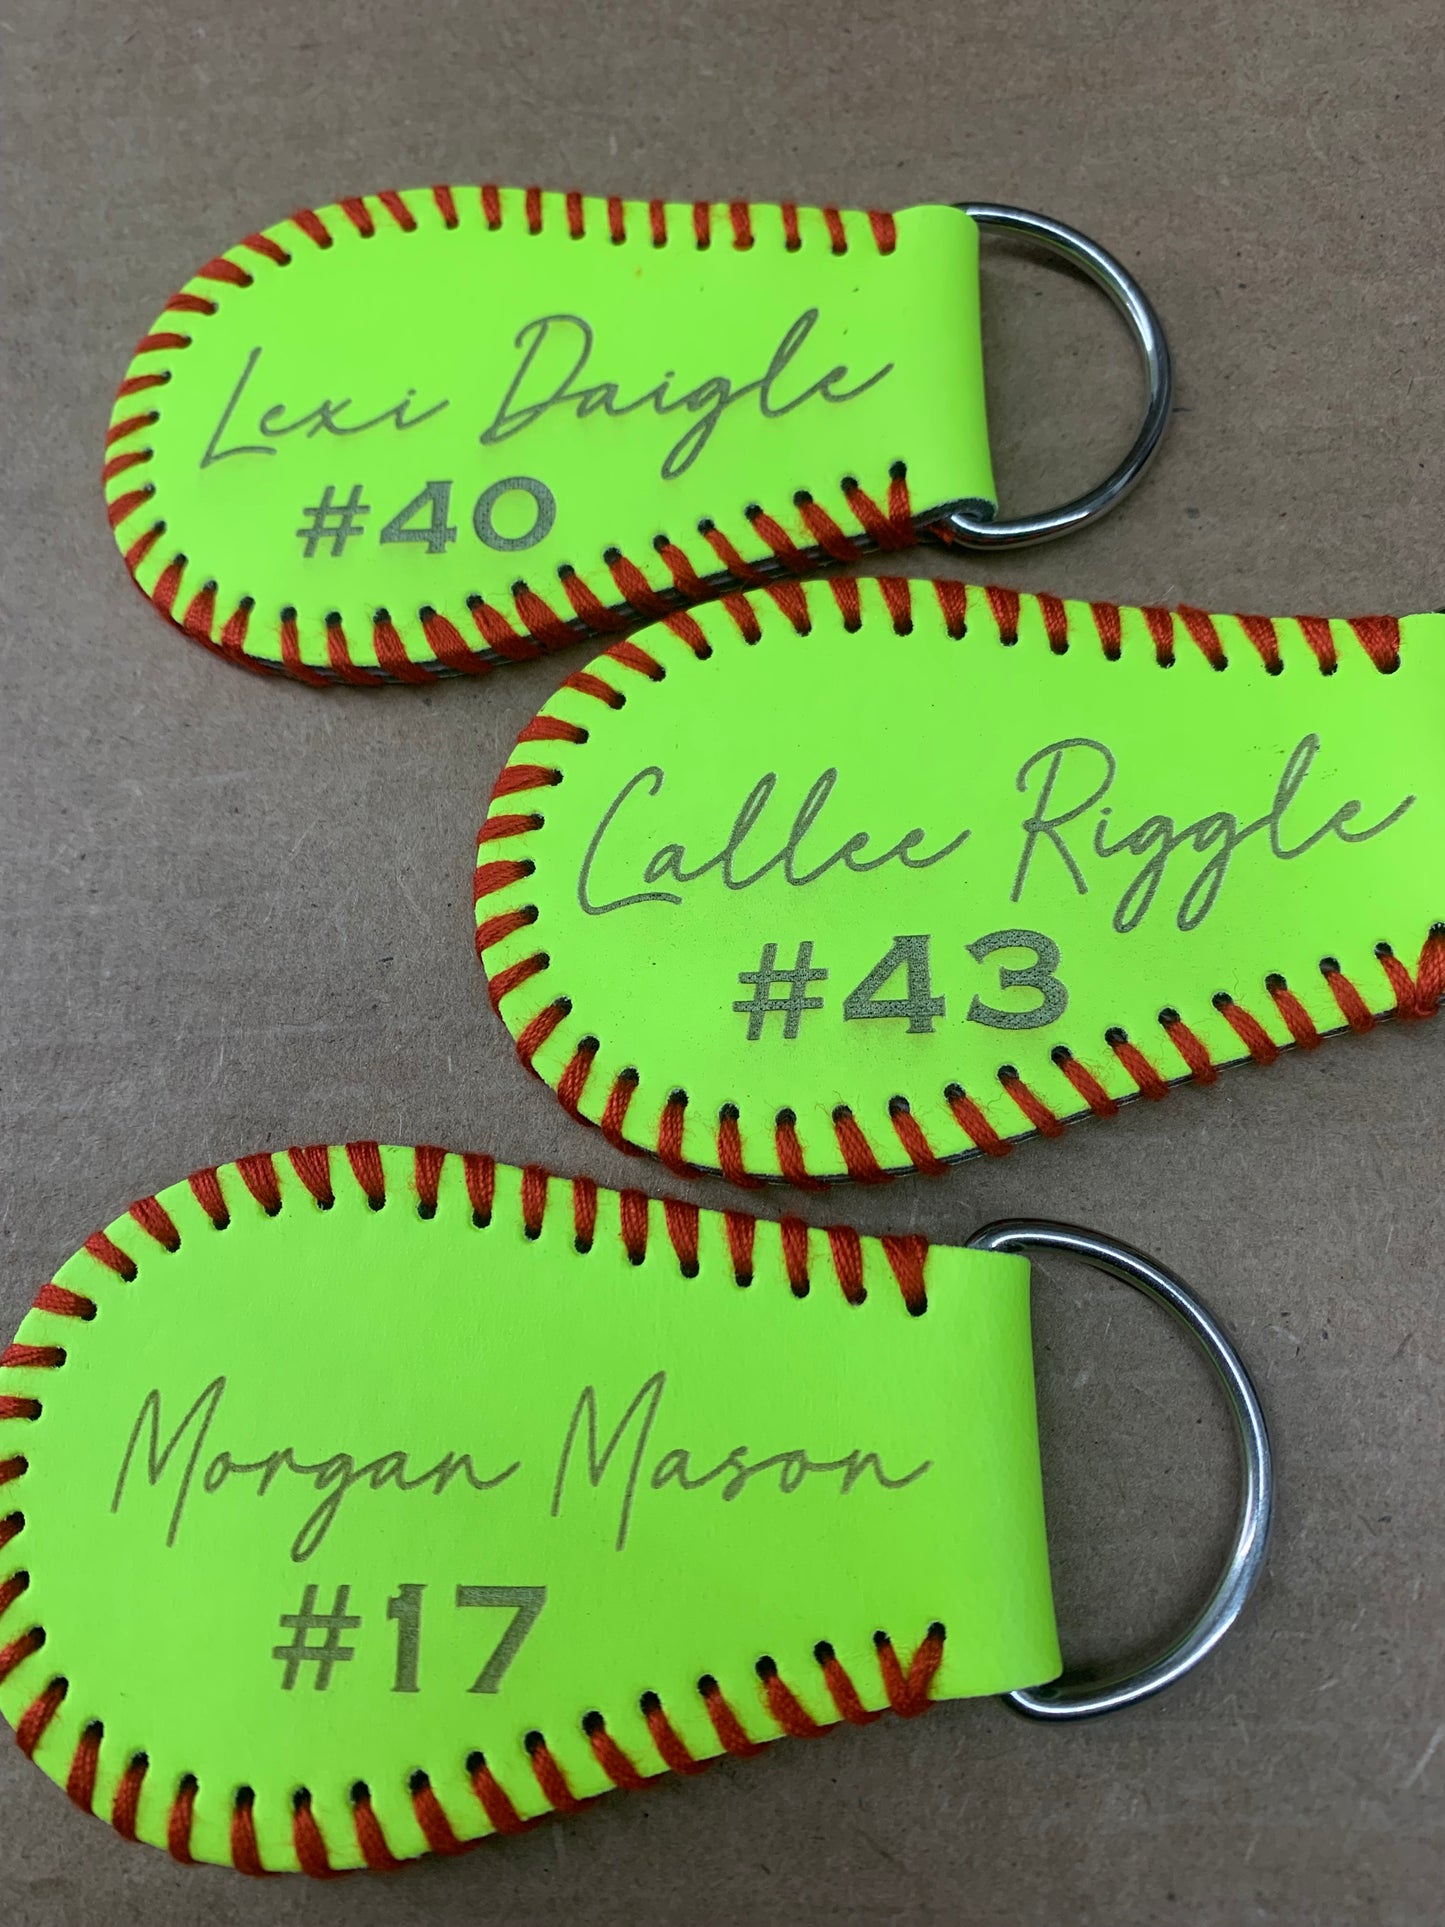 Lexi Daigle
#40
Callee Riggle
#43
Morgan Mason
#17